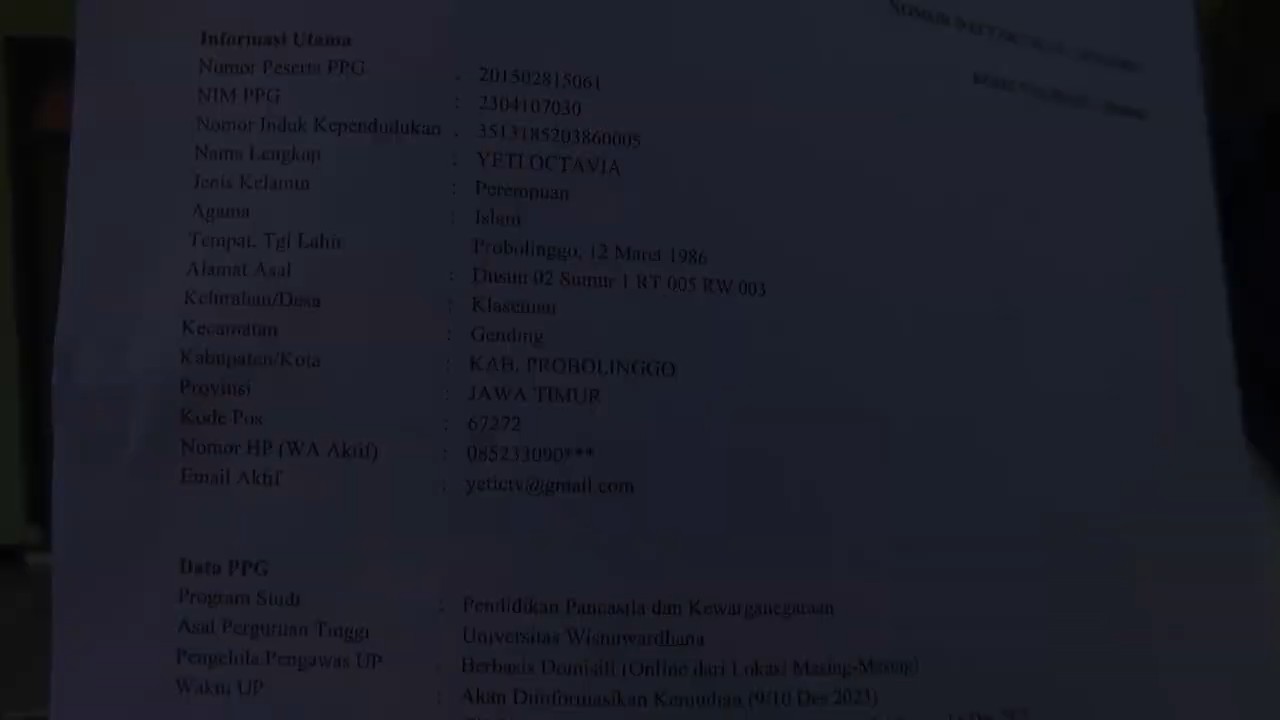 Informasi Utama
Nomor Peserta PPG : 201502815061
NIM PPG : 2304107030
Nomor Induk Kependudukan : 3513185203860005
Nama Lengkap : YETI OCTAVIA
Jenis Kelamin : Perempuan
Agama : Islam
Tempat, Tgl Lahir Probolinggo, 12 Maret 1986
Alamat Asal : Dusun 02 Sumur 1 RT 005 RW 003
Kelurahan/Desa : Klaseman
Kecamatan : Gending
Kabupaten/Kota : KAB. PROBOLINGGO
Provinsi : JAWA TIMUR
Kode Pos : 67272
Nomor HP (WA Aktif) : 085233090***
Email Aktif : yetictv@gmail.com
Data PPG
Program Studi : Pendidikan Pancasila dan Kewarganegaraan
Asal Perguruan Tinggi Universitas Wisnuwardhana
Pengelola Pengawas UP : Berbasis Domisili (Online dari Lokasi Masing-Masing)
Waktu UP : Akan Diinformasikan Kemudian (9/10 Des 2023)